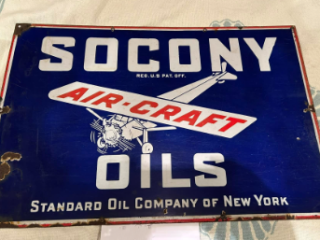 SOCONY
REG. U.S. PAT. OFF.
AIR-CRAFT
OILS
STANDARD OIL COMPANY OF NEW YORK